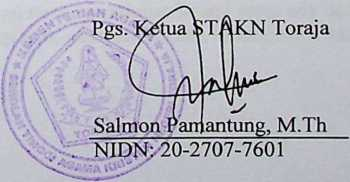 Pgs. Ketua STAKN Toraja
Salmon Pamantung, M.Th
NIDN: 20-2707-7601